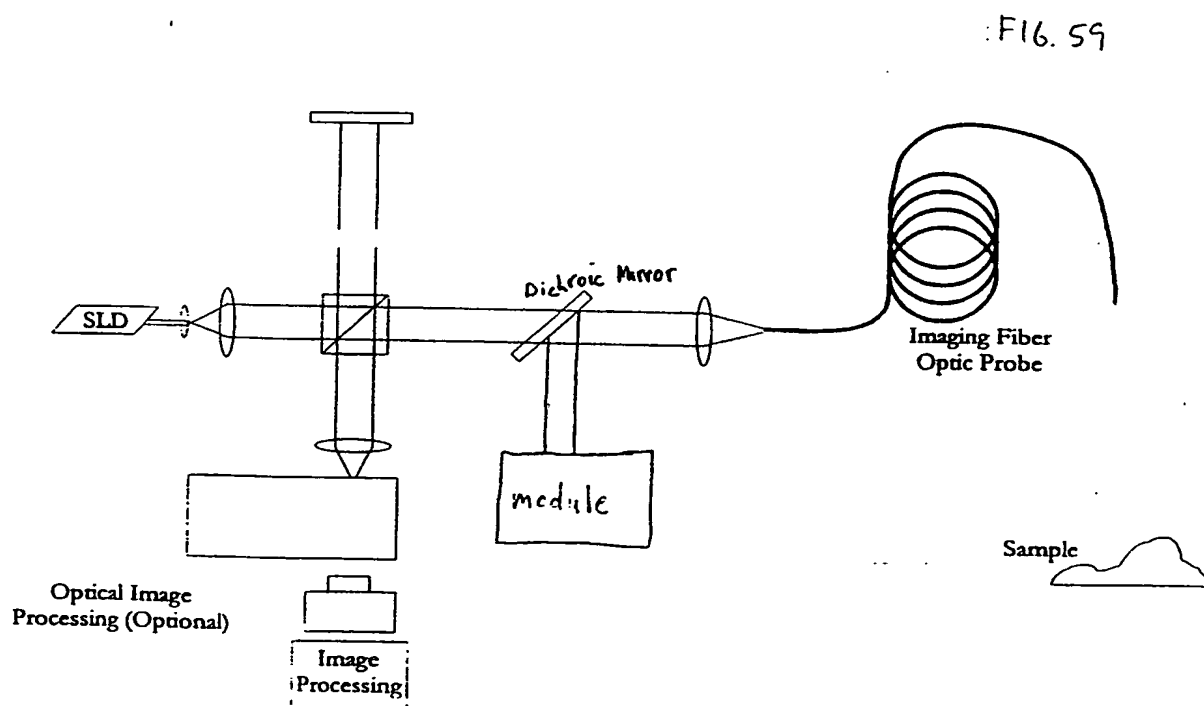 FIG. 59
Dichroic Mirror
SLD
Imaging Fiber
Optic Probe
module
Sample
Optical Image
Processing (Optional)
Image
Processing